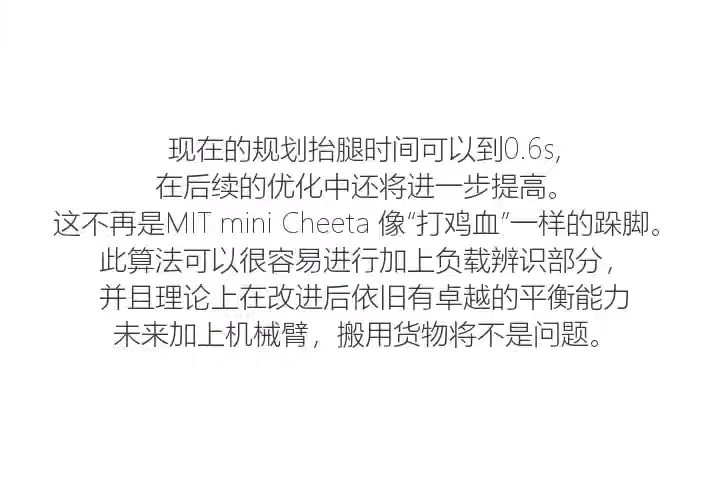 现在的规划抬腿时间可以到0.6s,
在后续的优化中还将进一步提高。
这不再是MIT mini Cheeta 像“打鸡血”一样的跺脚。
此算法可以很容易进行加上负载辨识部分，
并且理论上在改进后依旧有卓越的平衡能力
未来加上机械臂，搬用货物将不是问题。